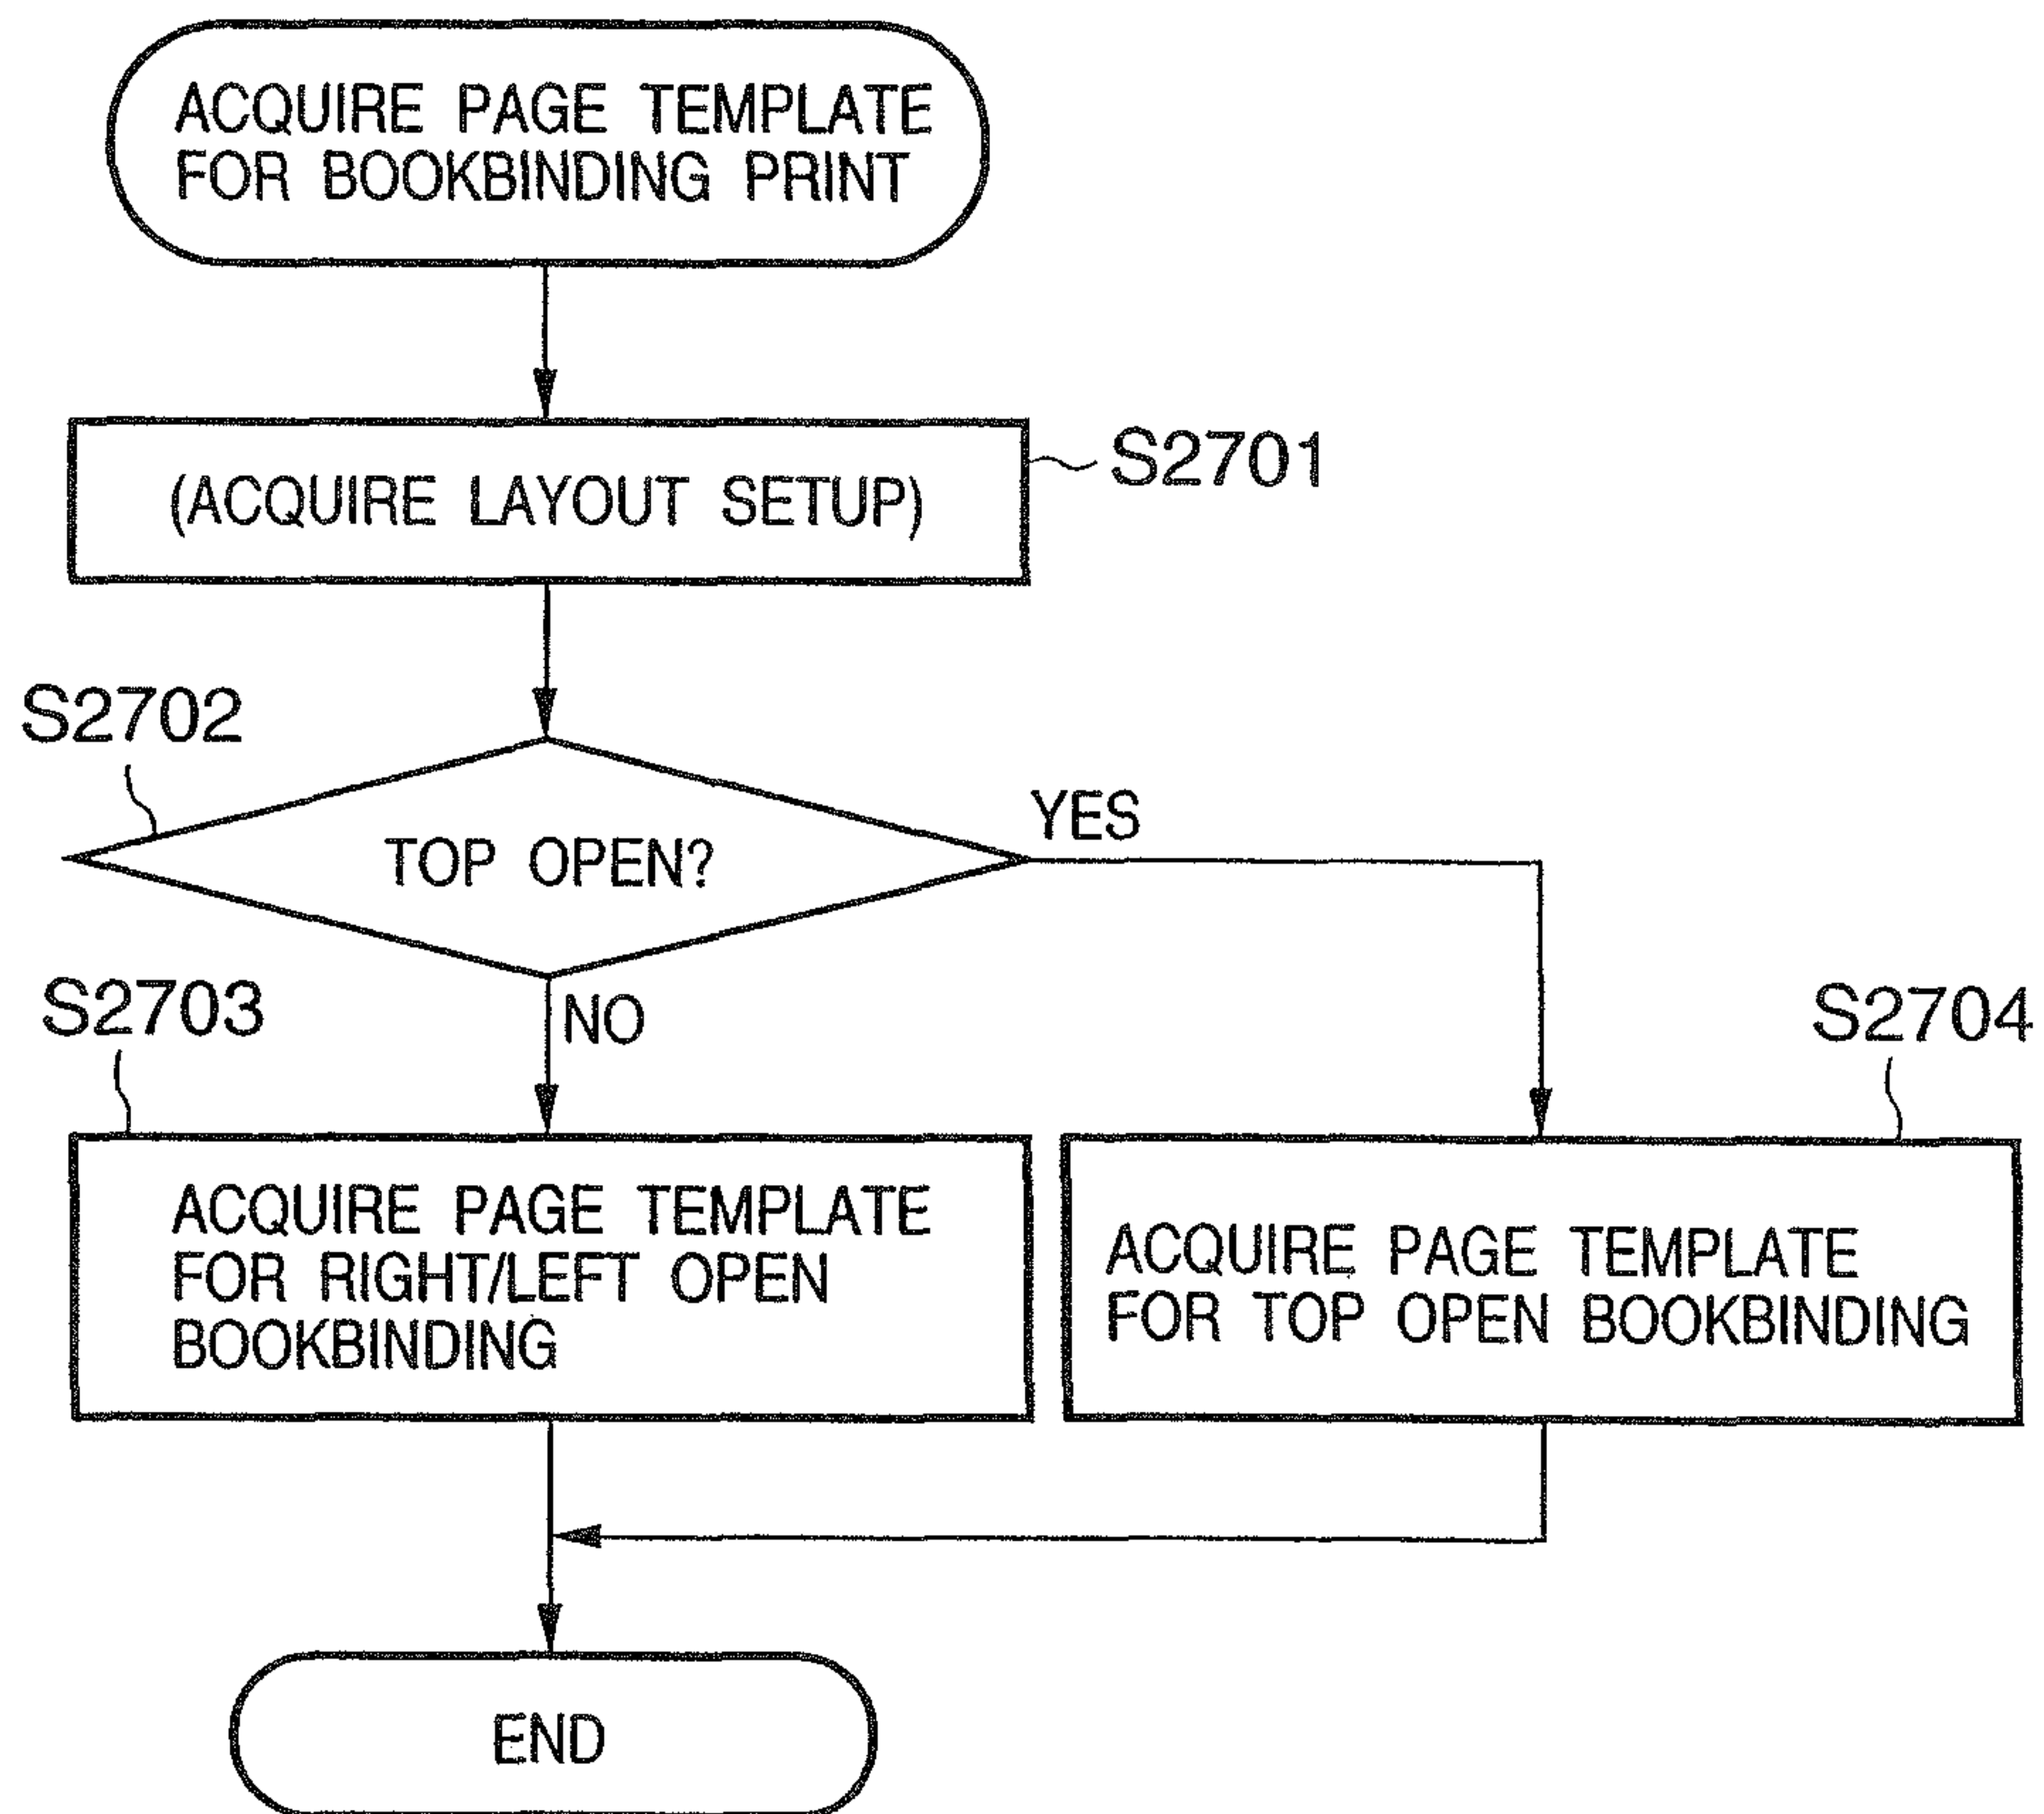 ACQUIRE PAGE TEMPLATE
FOR BOOKBINDING PRINT
(ACQUIRE LAYOUT SETUP)
S2701
S2702
TOP OPEN?
YES
NO
S2703
ACQUIRE PAGE TEMPLATE
FOR RIGHT/LEFT OPEN
BOOKBINDING
S2704
ACQUIRE PAGE TEMPLATE
FOR TOP OPEN BOOKBINDING
END